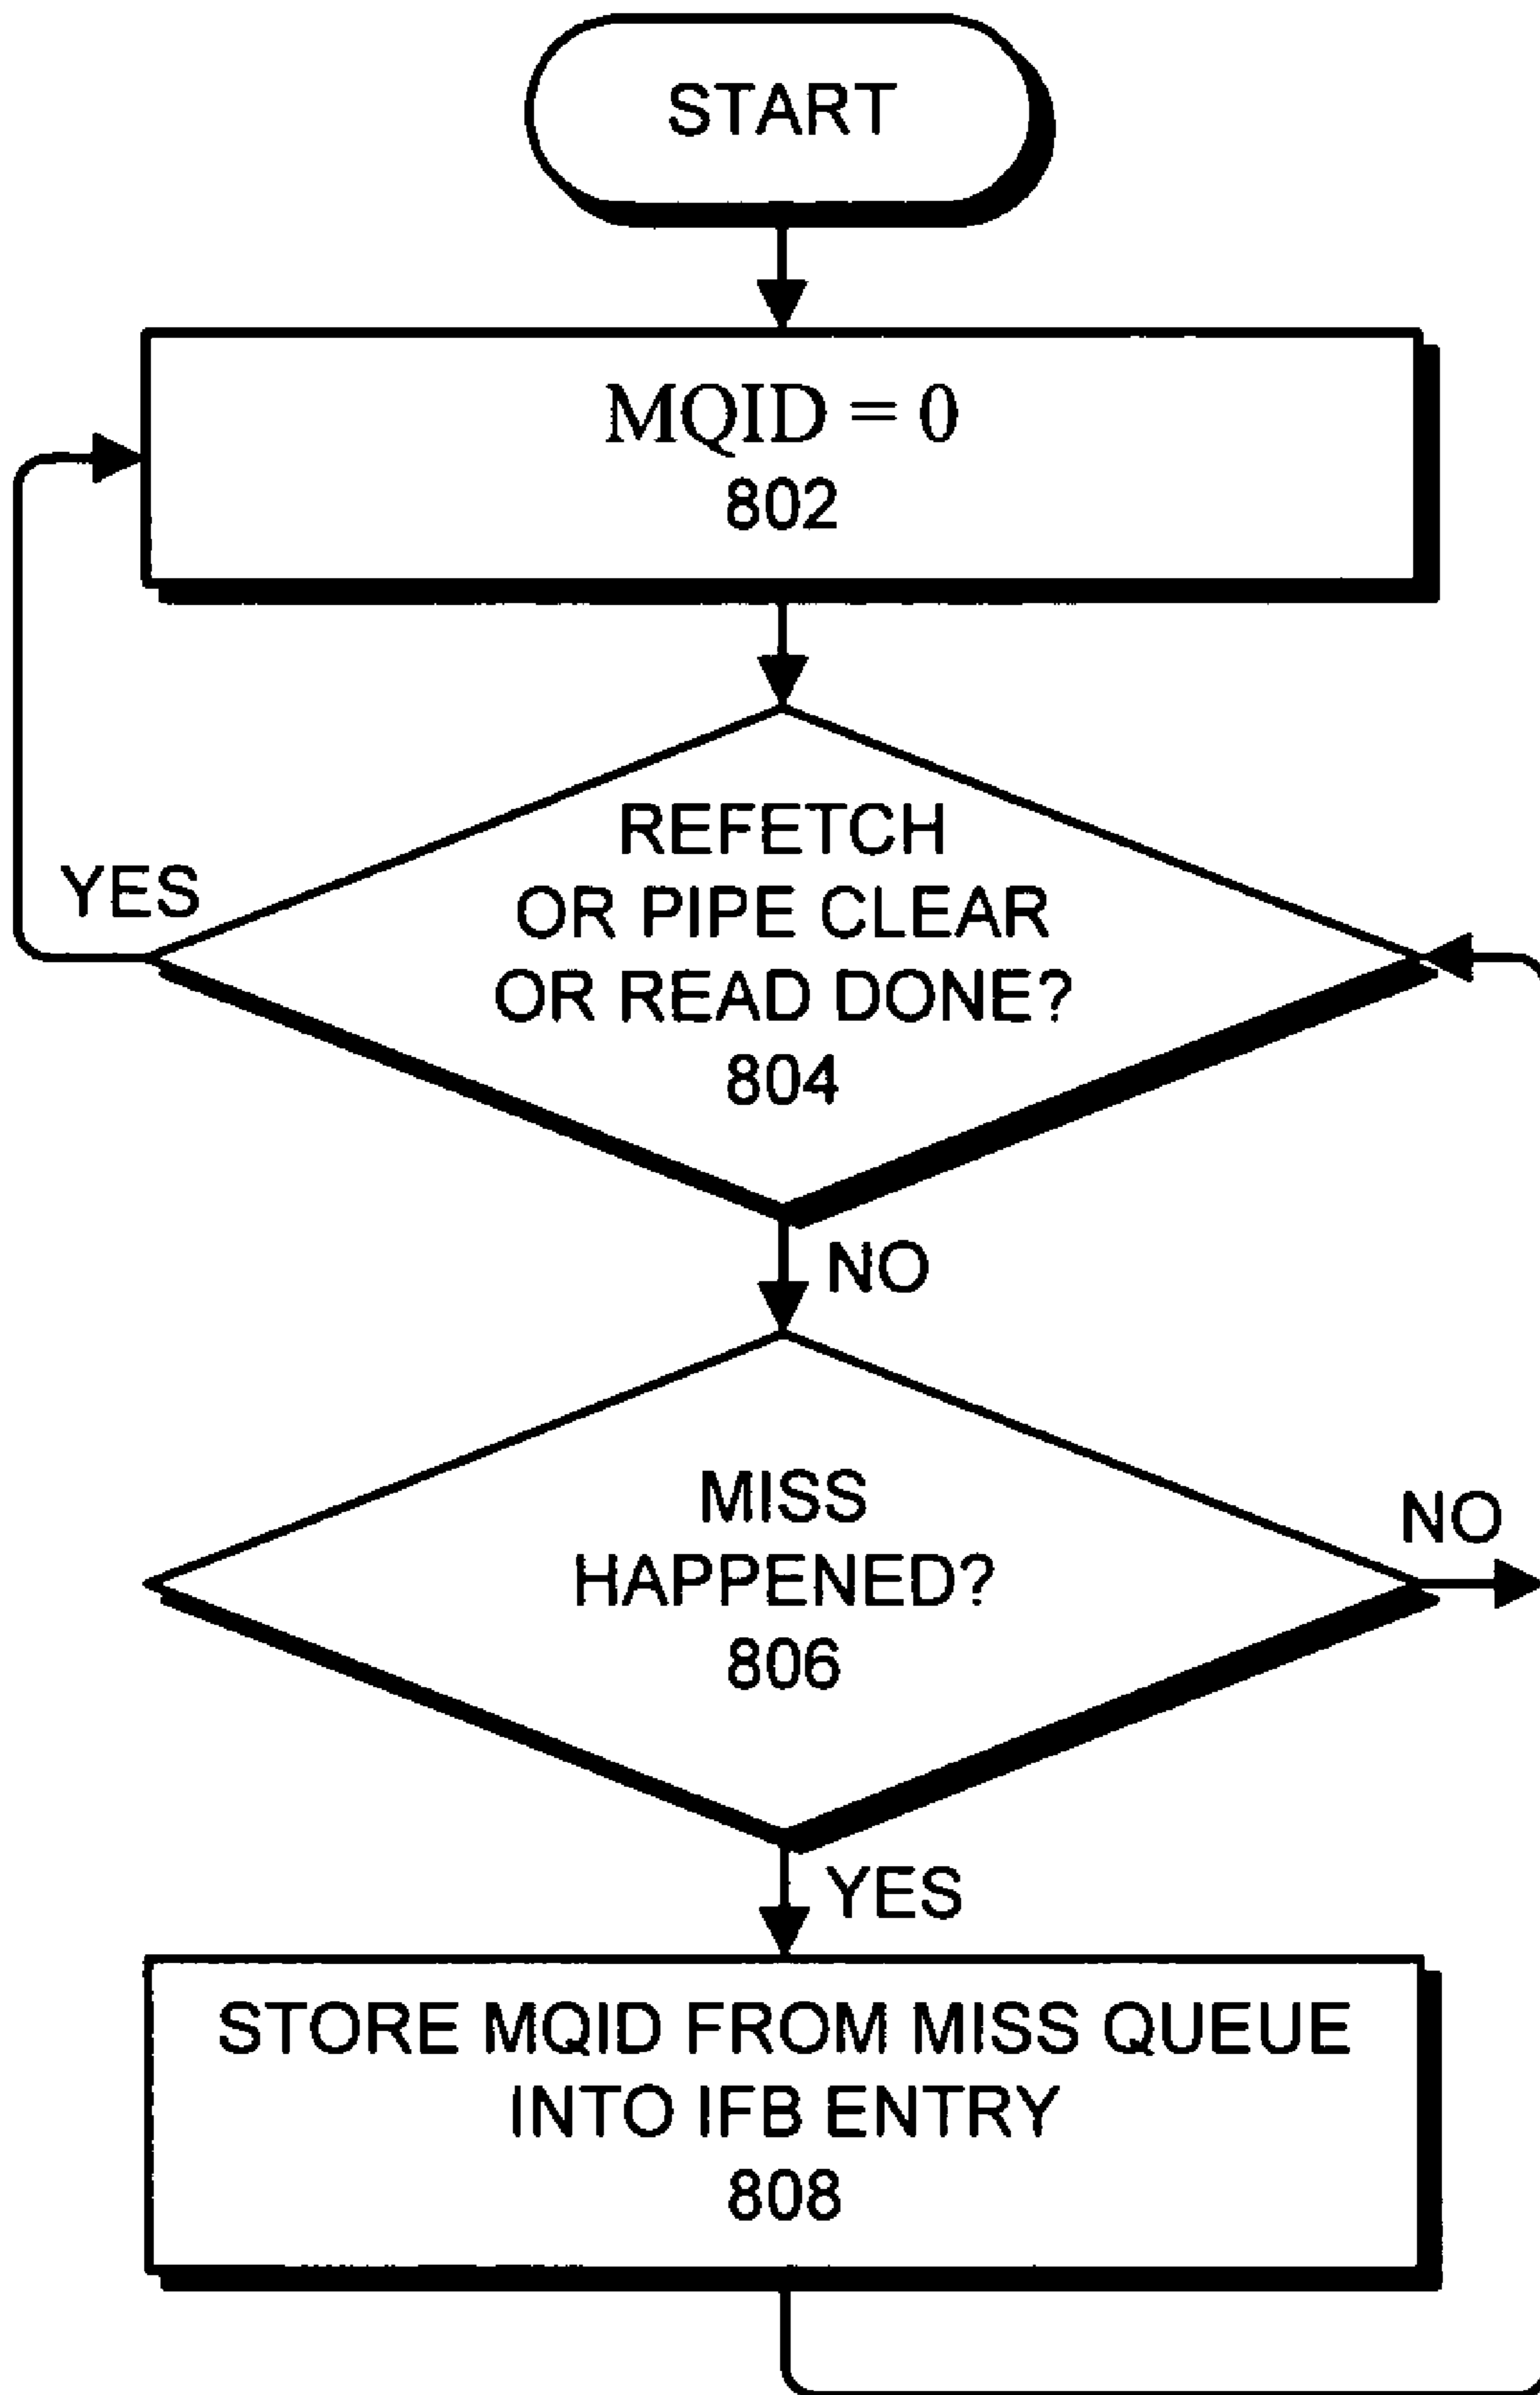 START
MQID = 0
802
REFETCH
OR PIPE CLEAR
OR READ DONE?
804
YES
NO
MISS
HAPPENED?
806
NO
YES
STORE MQID FROM MISS QUEUE
INTO IFB ENTRY
808